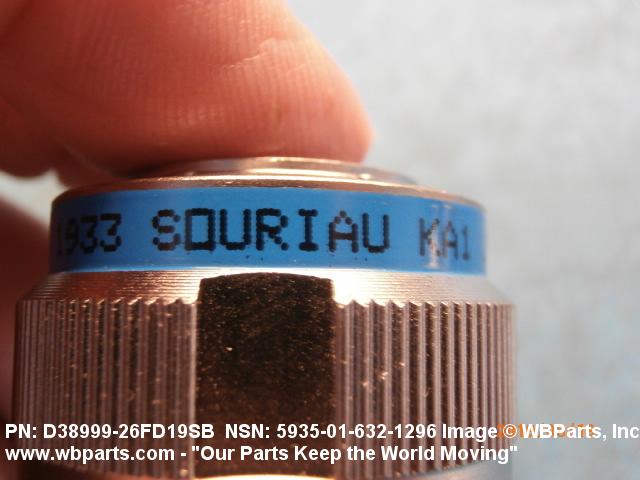 1933 SOURIAU KA1
PN: D38999-26FD19SB NSN: 5935-01-632-1296 Image © WBParts, Inc
www.wbparts.com - "Our Parts Keep the World Moving"